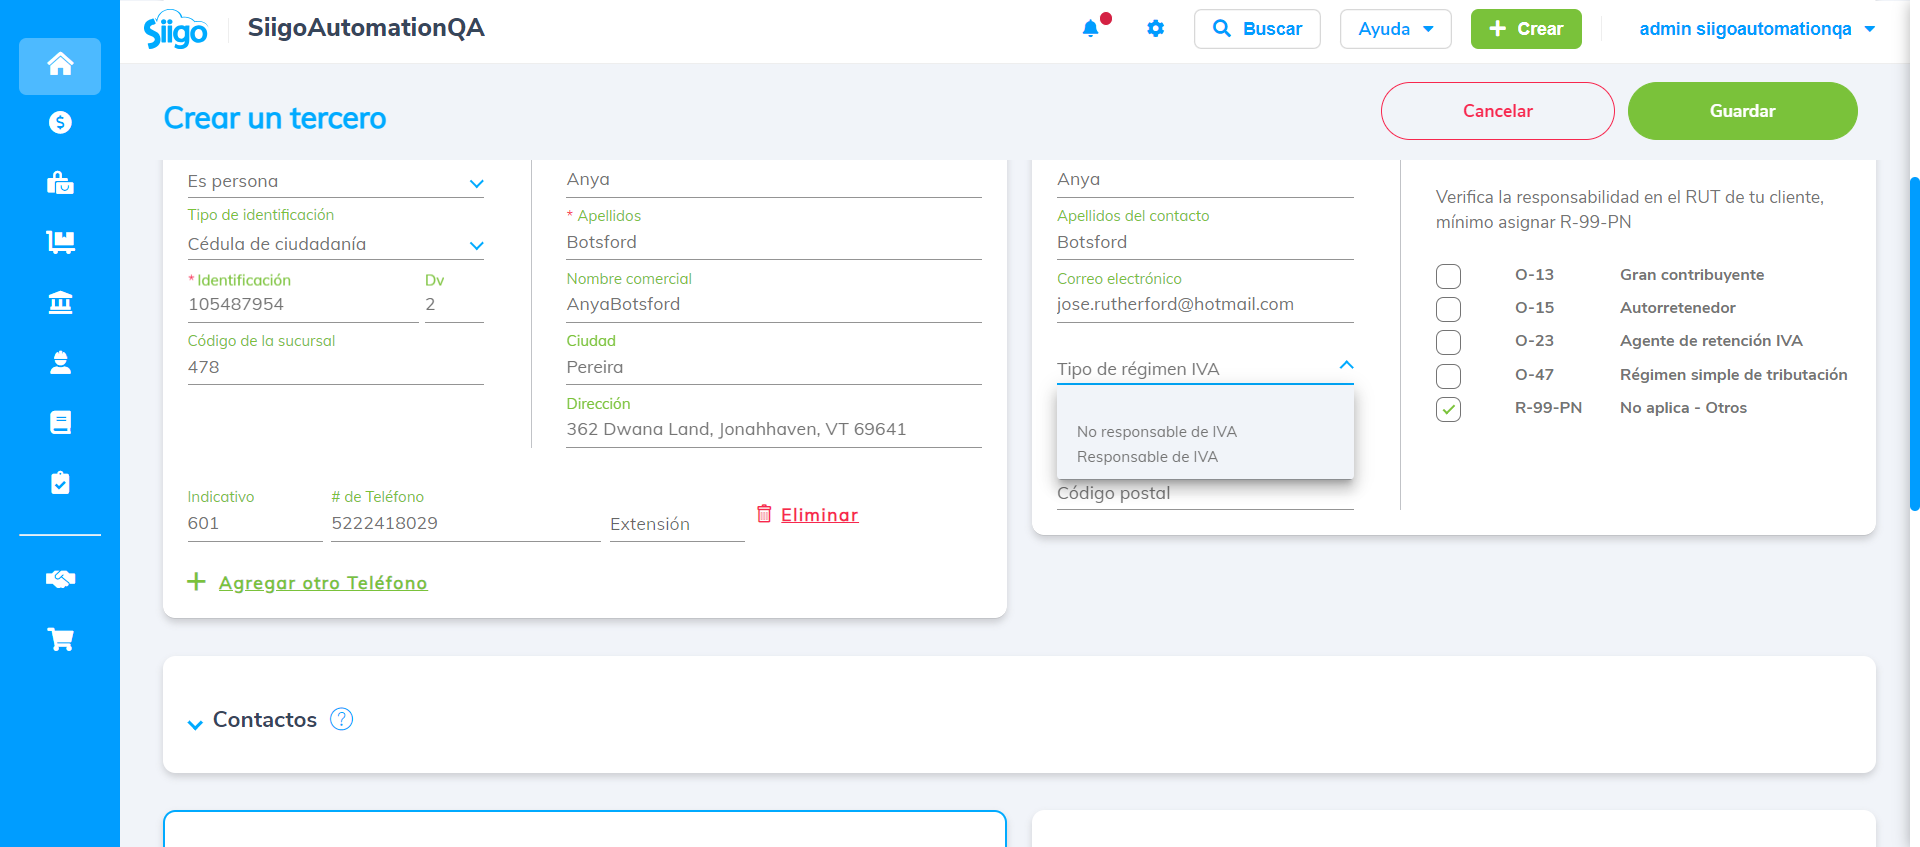 Siigo
SiigoAutomationQA
Buscar
Ayuda
Crear
admin siigoautomationqa
Crear un tercero
Cancelar
Guardar
Es persona
Tipo de identificación
Cédula de ciudadanía
* Identificación
Dv
105487954
2
Código de la sucursal
478
Anya
* Apellidos
Botsford
Nombre comercial
AnyaBotsford
Ciudad
Pereira
Dirección
362 Dwana Land, Jonahhaven, VT 69641
Indicativo
# de Teléfono
601
5222418029
Extensión
Eliminar
Agregar otro Teléfono
Anya
Apellidos del contacto
Botsford
Correo electrónico
jose.rutherford@hotmail.com
Tipo de régimen IVA
No responsable de IVA
Responsable de IVA
Código postal
Verifica la responsabilidad en el RUT de tu cliente,
mínimo asignar R-99-PN
O-13 Gran contribuyente
O-15 Autorretenedor
O-23 Agente de retención IVA
O-47 Régimen simple de tributación
R-99-PN No aplica - Otros
Contactos ?